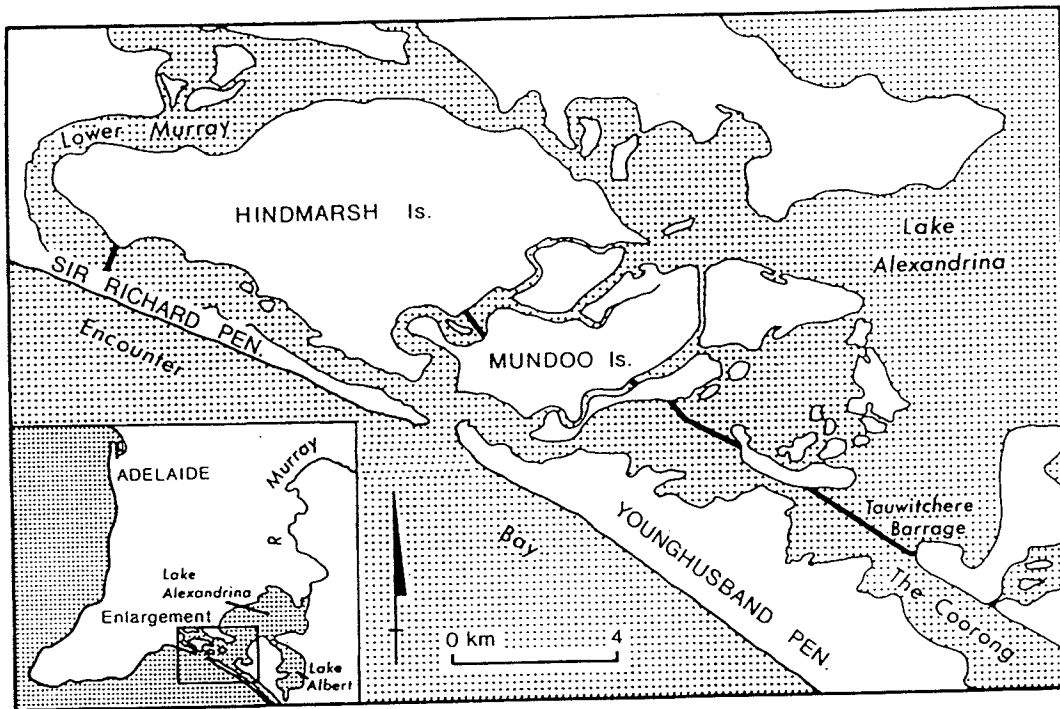 Lower Murray
HINDMARSH Is.
Lake
Alexandrina
SIR RICHARD PEN.
Encounter
MUNDOO Is.
Tauwitchere
Barrage
YOUNGHUSBAND PEN.
Bay
The Coorong
0 km 4
ADELAIDE
R Murray
Lake
Alexandrina
Enlargement
Lake
Albert